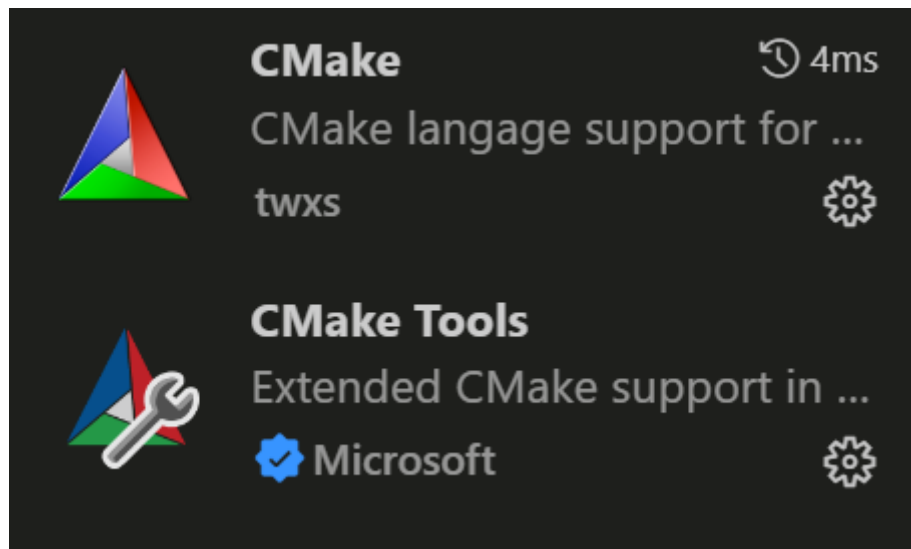 CMake
4ms
CMake langage support for ...
twxs
CMake Tools
Extended CMake support in ...
Microsoft